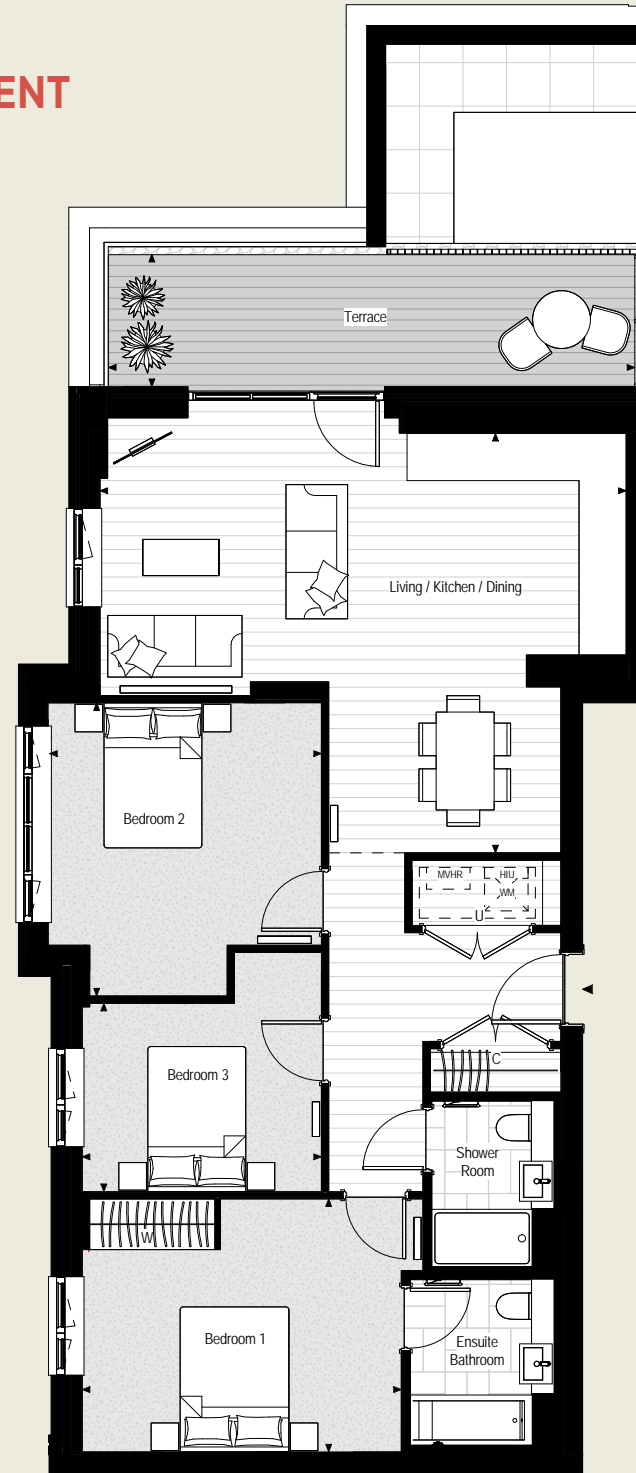 ENT
Terrace
Living / Kitchen / Dining
Bedroom 2
MVHR
HIU
WM
U
C
Bedroom 3
Shower
Room
W
Bedroom 1
Ensuite
Bathroom